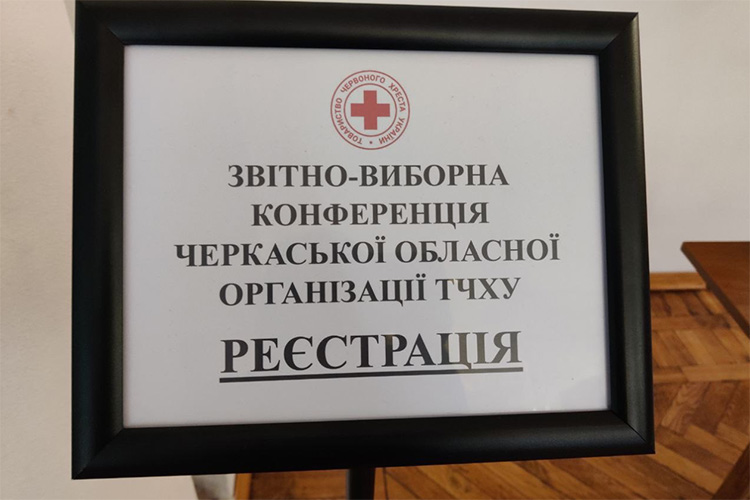 ТОВАРИСТВО ЧЕРВОНОГО ХРЕСТА УКРАЇНИ
ЗВІТНО-ВИБОРНА
КОНФЕРЕНЦІЯ
ЧЕРКАСЬКОЇ ОБЛАСНОЇ
ОРГАНІЗАЦІЇ ТЧХУ
РЕЄСТРАЦІЯ